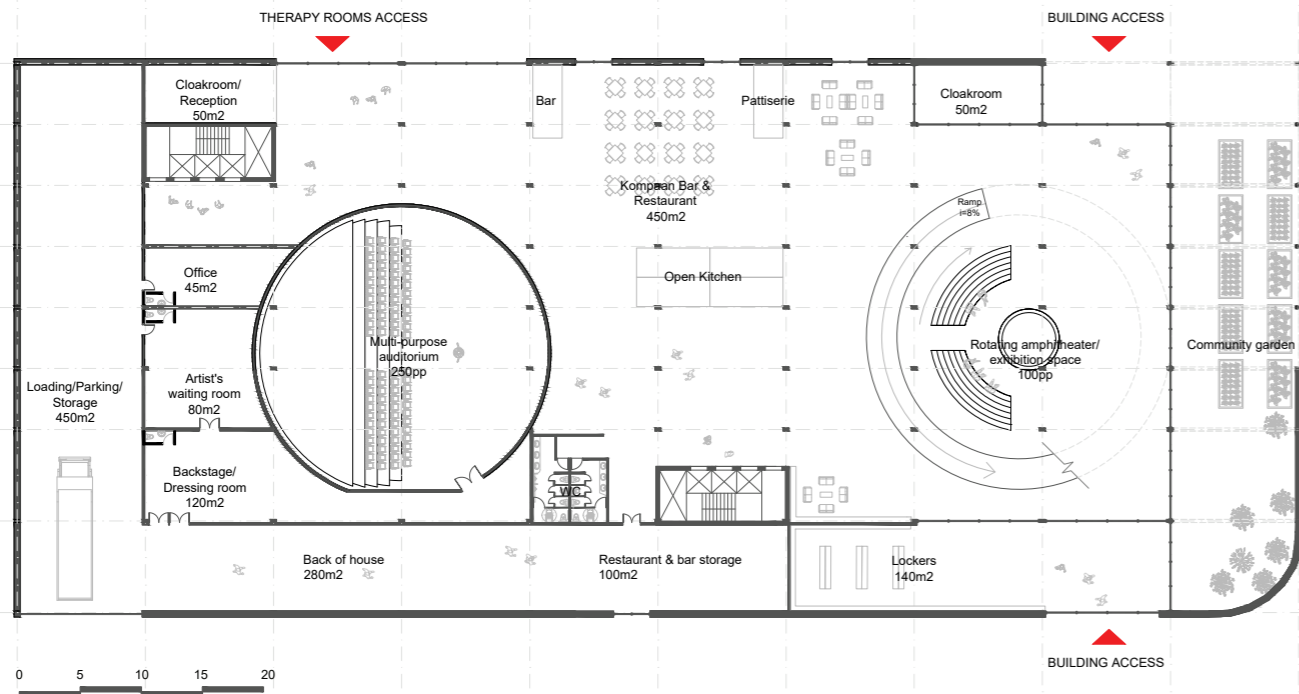 THERAPY ROOMS ACCESS
BUILDING ACCESS
Cloakroom/
Reception
50m2
Bar
Pattiserie
Cloakroom
50m2
Kompaan Bar &
Restaurant
450m2
Ramp
i=8%
Office
45m2
Open Kitchen
Multi-purpose
auditorium
250pp
Rotating amphitheater/
exhibition space
100pp
Community garden
Loading/Parking/
Storage
450m2
Artist's
waiting room
80m2
Backstage/
Dressing room
120m2
WC
Back of house
280m2
Restaurant & bar storage
100m2
Lockers
140m2
BUILDING ACCESS
0 5 10 15 20